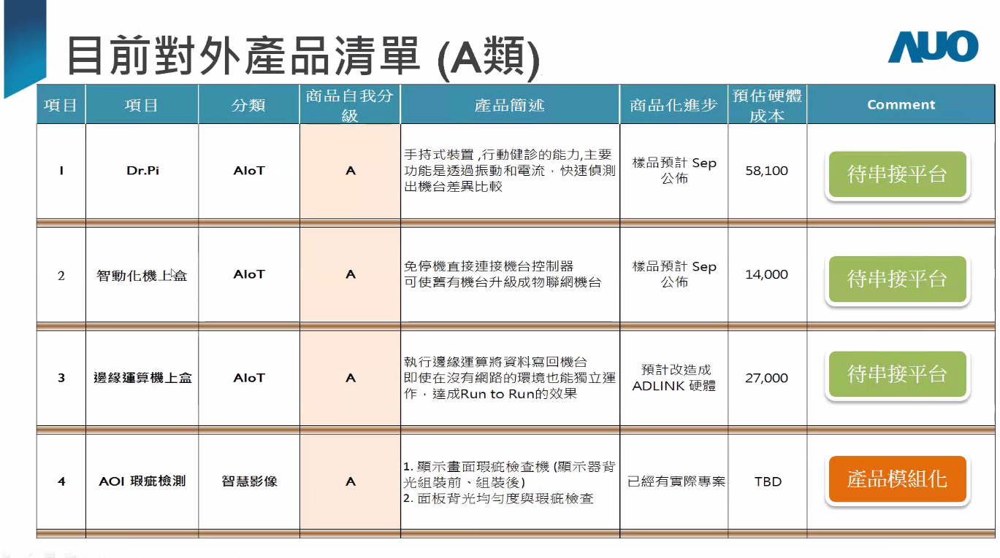 目前對外產品清單 (A類)
AUO
項目
項目
分類
商品自我分
級
產品簡述
商品化進步
預估硬體
成本
Comment
1
Dr.Pi
AIoT
A
手持式裝置 ,行動健診的能力,主要
功能是透過振動和電流，快速偵測
出機台差異比較
樣品預計 Sep
公佈
58,100
待串接平台
2
智動化機上盒
AIoT
A
免停機直接連接機台控制器
可使舊有機台升級成物聯網機台
樣品預計 Sep
公佈
14,000
待串接平台
3
邊緣運算機上盒
AIoT
A
執行邊緣運算將資料寫回機台
即使在沒有網路的環境也能獨立運
作，達成Run to Run的效果
預計改造成
ADLINK 硬體
27,000
待串接平台
4
AOI 瑕疵檢測
智慧影像
A
1. 顯示畫面瑕疵檢查機 (顯示器背
光組裝前、組裝後)
2. 面板背光均勻度與瑕疵檢查
已經有實際專案
TBD
產品模組化